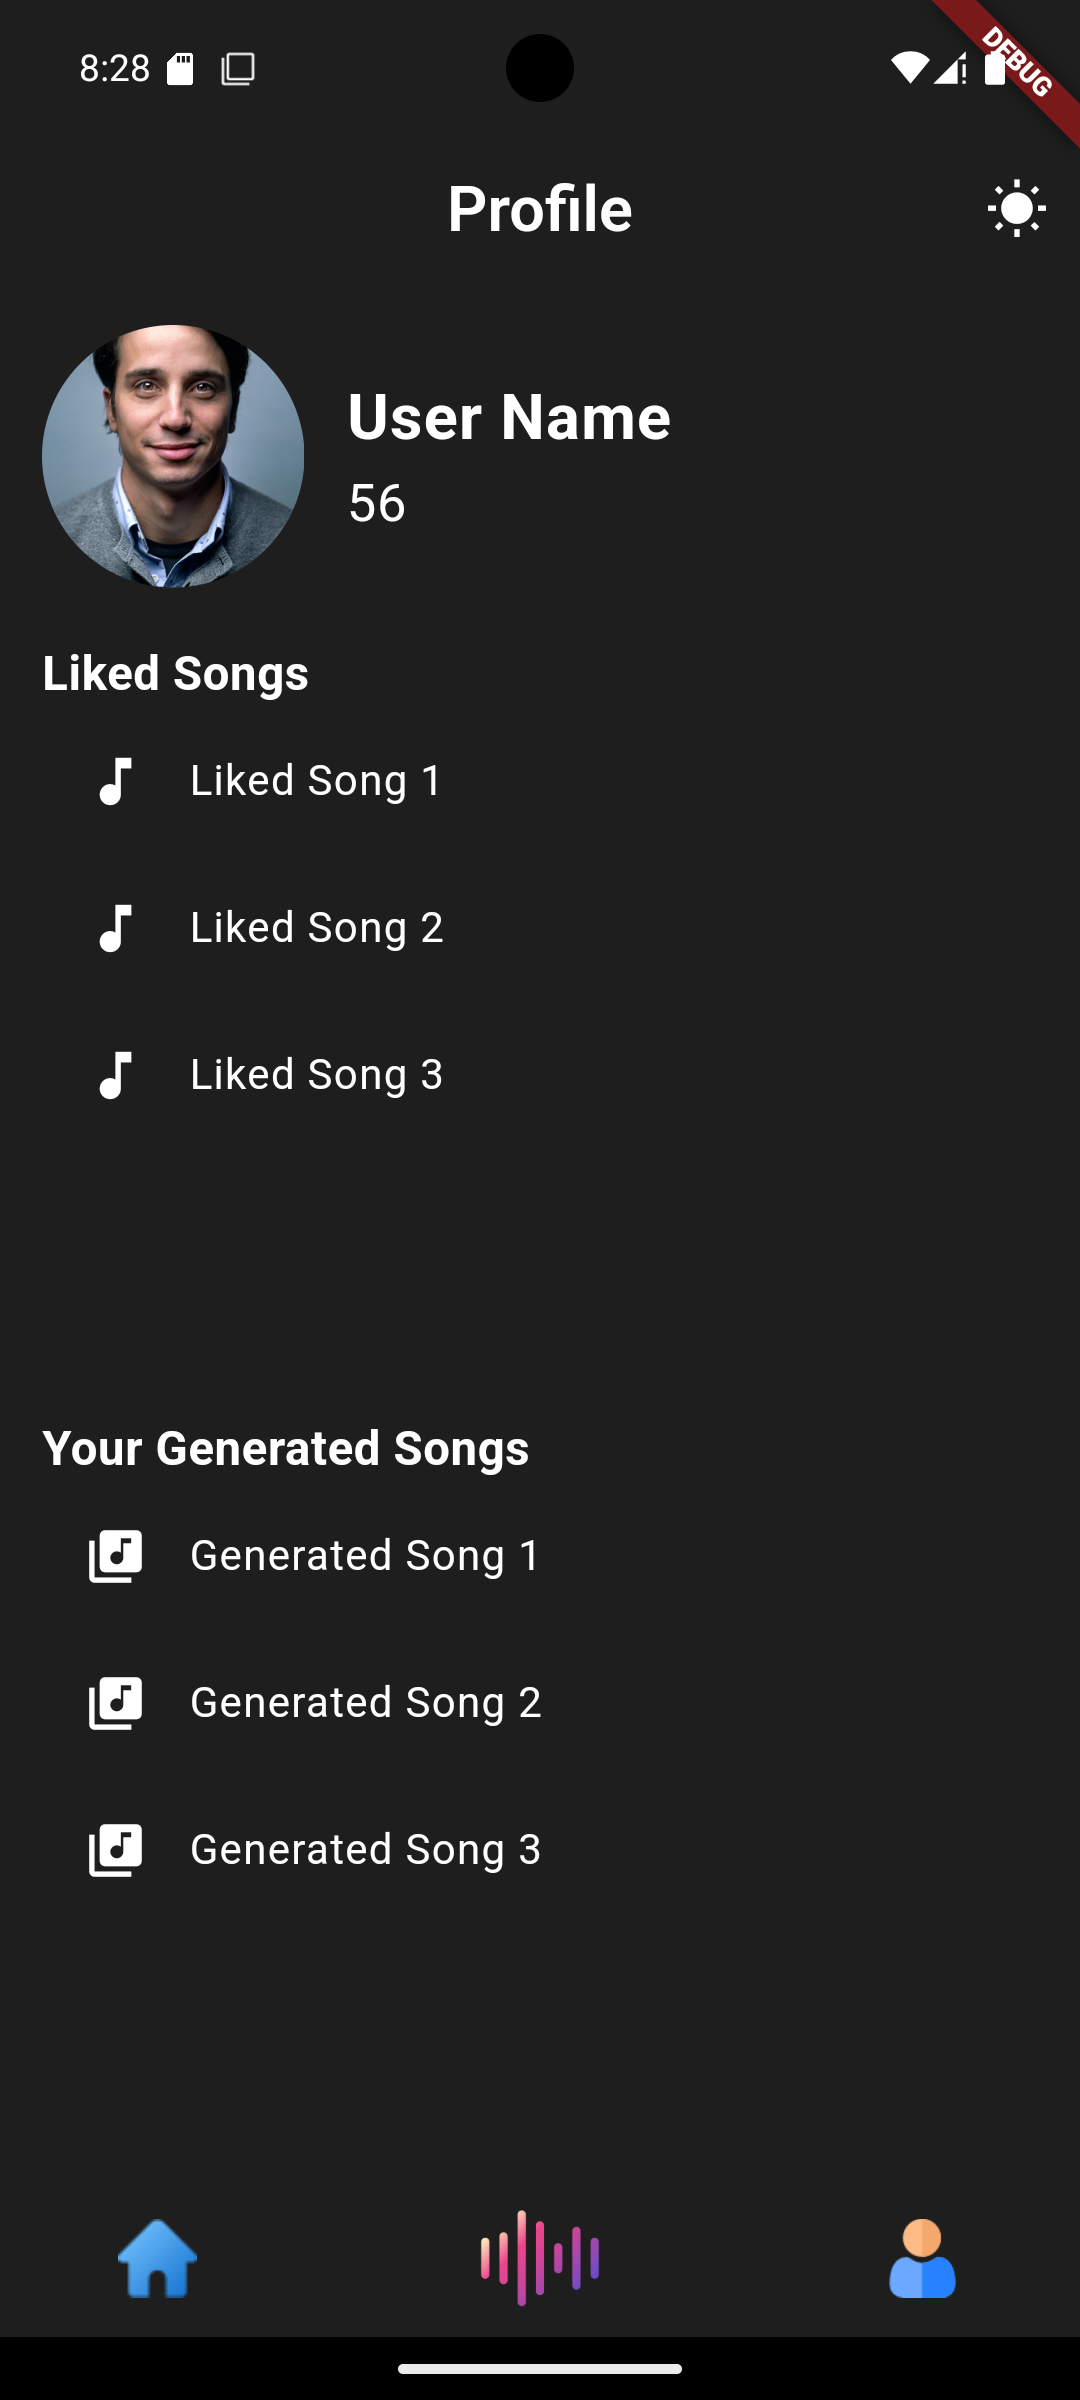 8:28
DEBUG
Profile
User Name
56
Liked Songs
Liked Song 1
Liked Song 2
Liked Song 3
Your Generated Songs
Generated Song 1
Generated Song 2
Generated Song 3